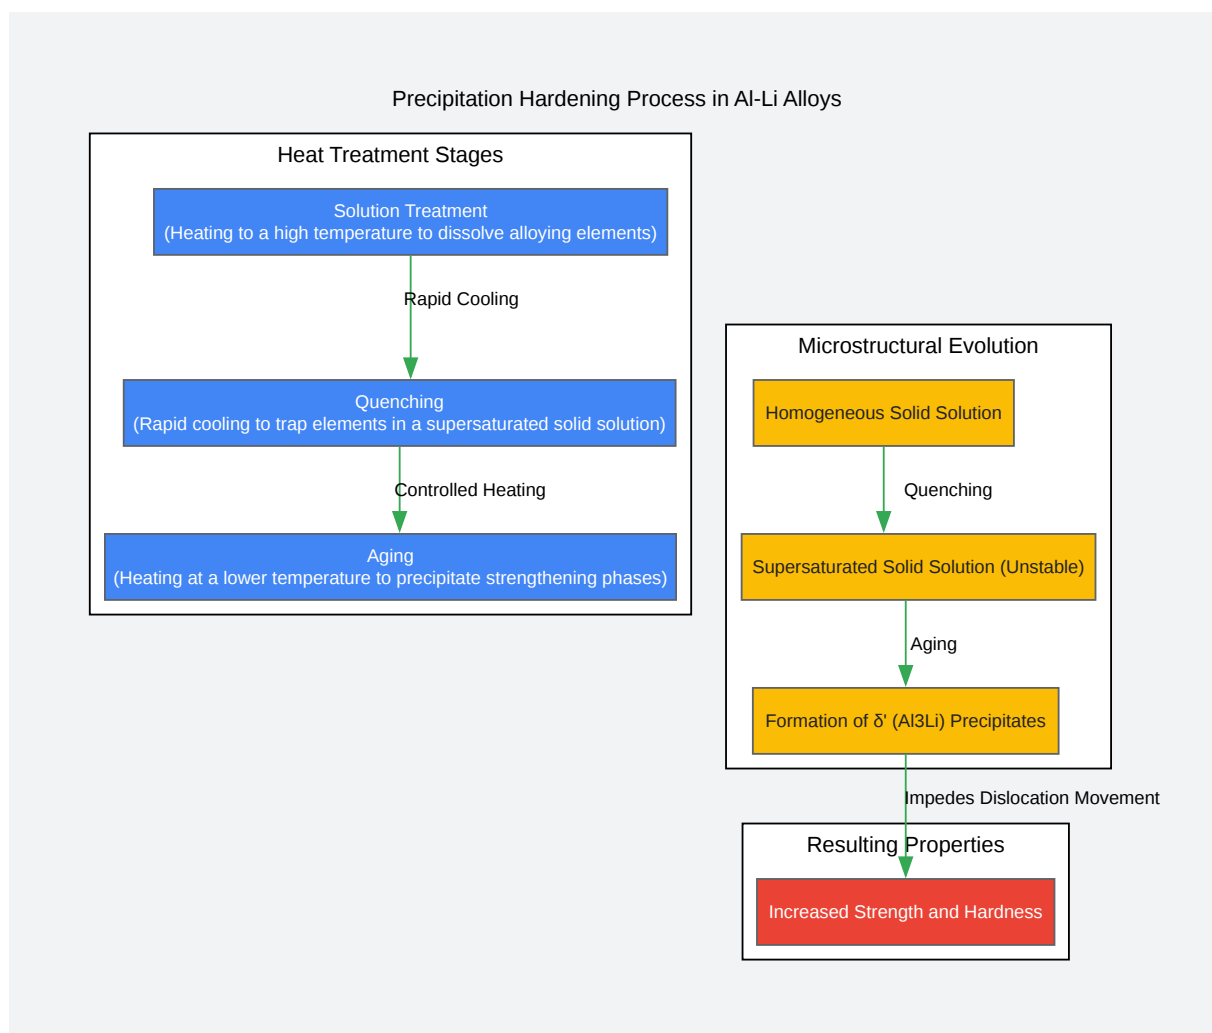 Precipitation Hardening Process in Al-Li Alloys
Heat Treatment Stages
Solution Treatment
(Heating to a high temperature to dissolve alloying elements)
Rapid Cooling
Quenching
(Rapid cooling to trap elements in a supersaturated solid solution)
Controlled Heating
Aging
(Heating at a lower temperature to precipitate strengthening phases)
Microstructural Evolution
Homogeneous Solid Solution
Quenching
Supersaturated Solid Solution (Unstable)
Aging
Formation of δ' (Al3Li) Precipitates
Impedes Dislocation Movement
Resulting Properties
Increased Strength and Hardness